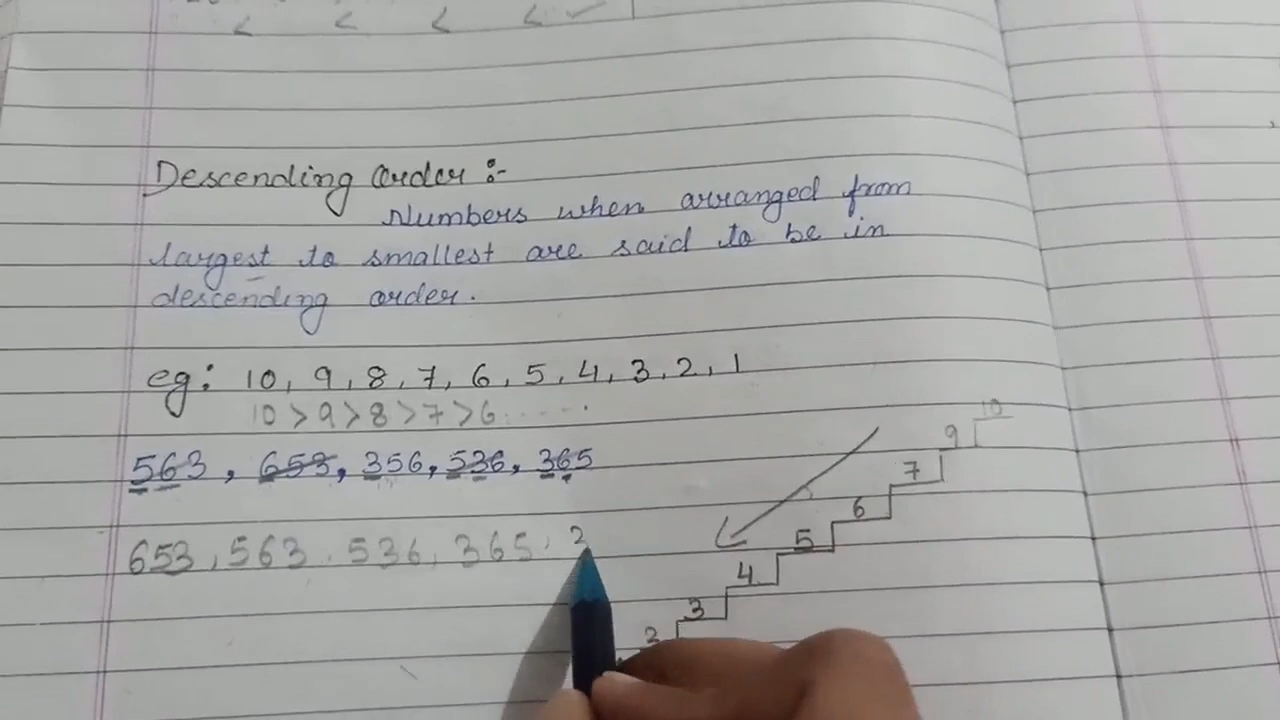 < < < <
Descending order :-
Numbers when arranged from
largest to smallest are said to be in
descending order.
eg: 10, 9, 8, 7, 6, 5, 4, 3, 2, 1
10 > 9 > 8 > 7 > 6 ......
563, 653, 356, 536, 365
653, 563, 536, 365, 3
10
9
7
6
5
4
3
2